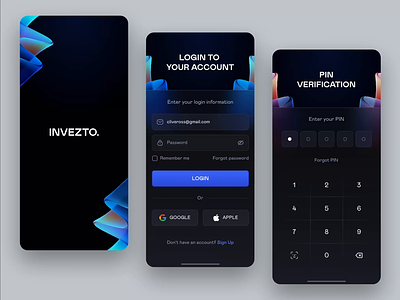 INVEZTO.
LOGIN TO
YOUR ACCOUNT
Enter your login information
cliveross@gmail.com
Password
Remember me
Forgot password
LOGIN
Or
GOOGLE
APPLE
Don't have an account? Sign Up
PIN
VERIFICATION
Enter your PIN
Forgot PIN
1 2 3
4 5 6
7 8 9
0